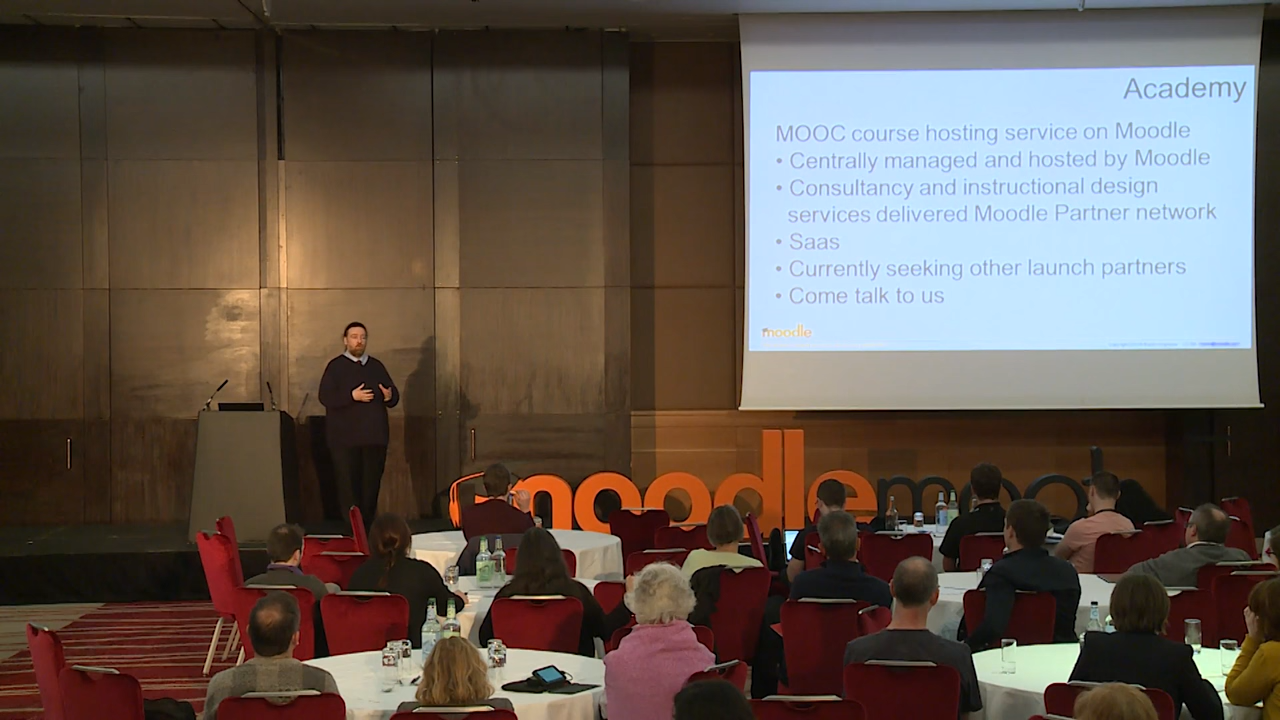 Academy
MOOC course hosting service on Moodle
• Centrally managed and hosted by Moodle
• Consultancy and instructional design
services delivered Moodle Partner network
• Saas
• Currently seeking other launch partners
• Come talk to us
moodle
moodlemoot